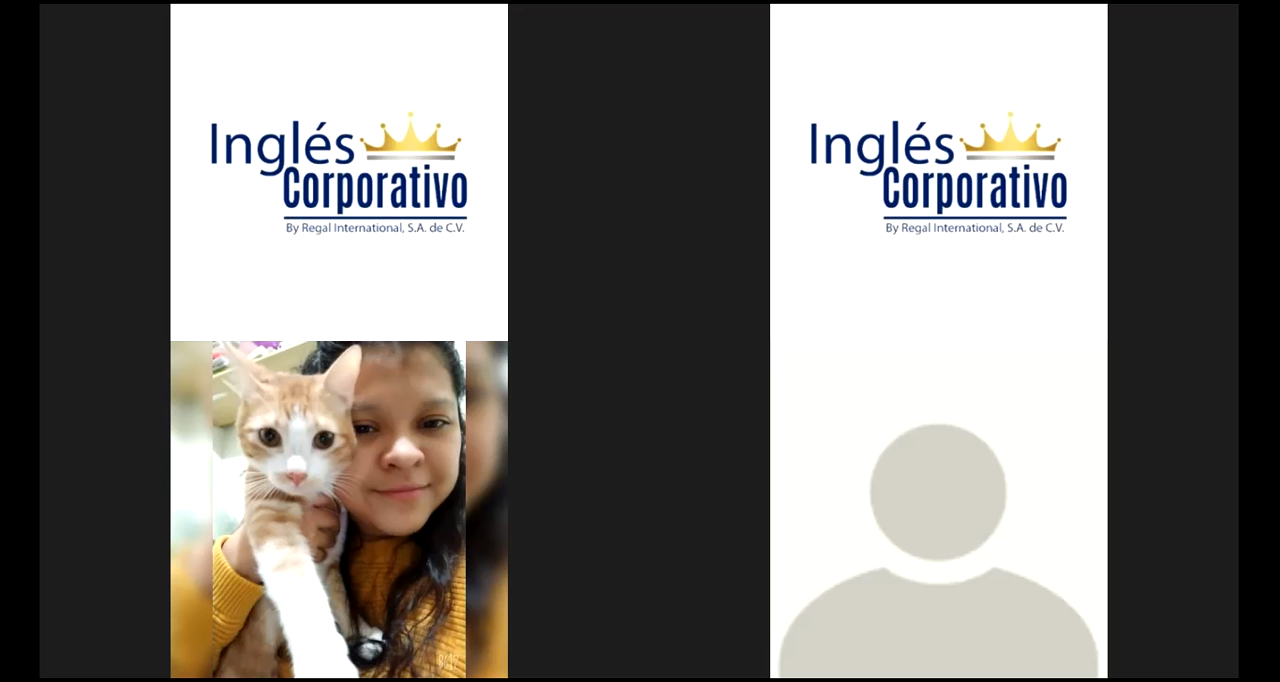 Inglés
Corporativo
By Regal International, S.A. de C.V.
Inglés
Corporativo
By Regal International, S.A. de C.V.